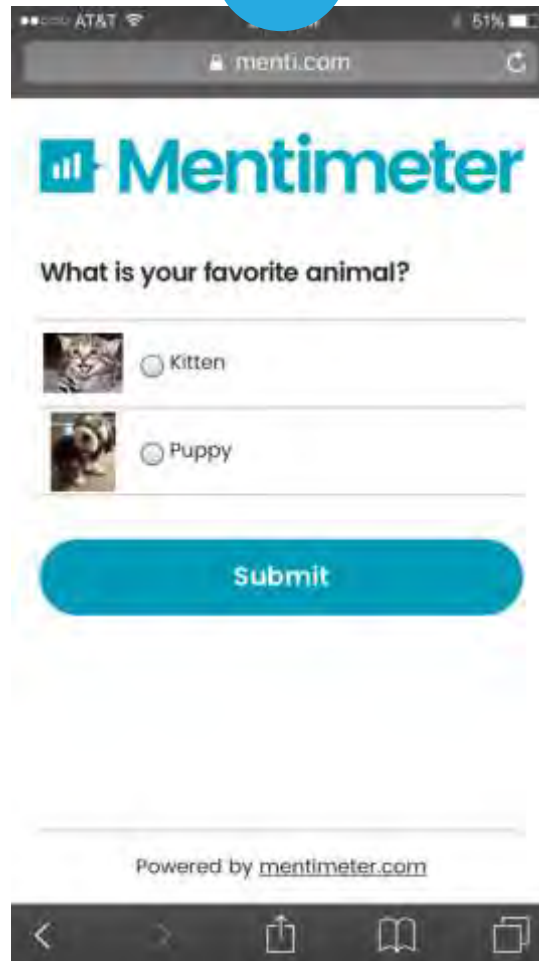 AT&T 51%
menti.com
Mentimeter
What is your favorite animal?
Kitten
Puppy
Submit
Powered by mentimeter.com